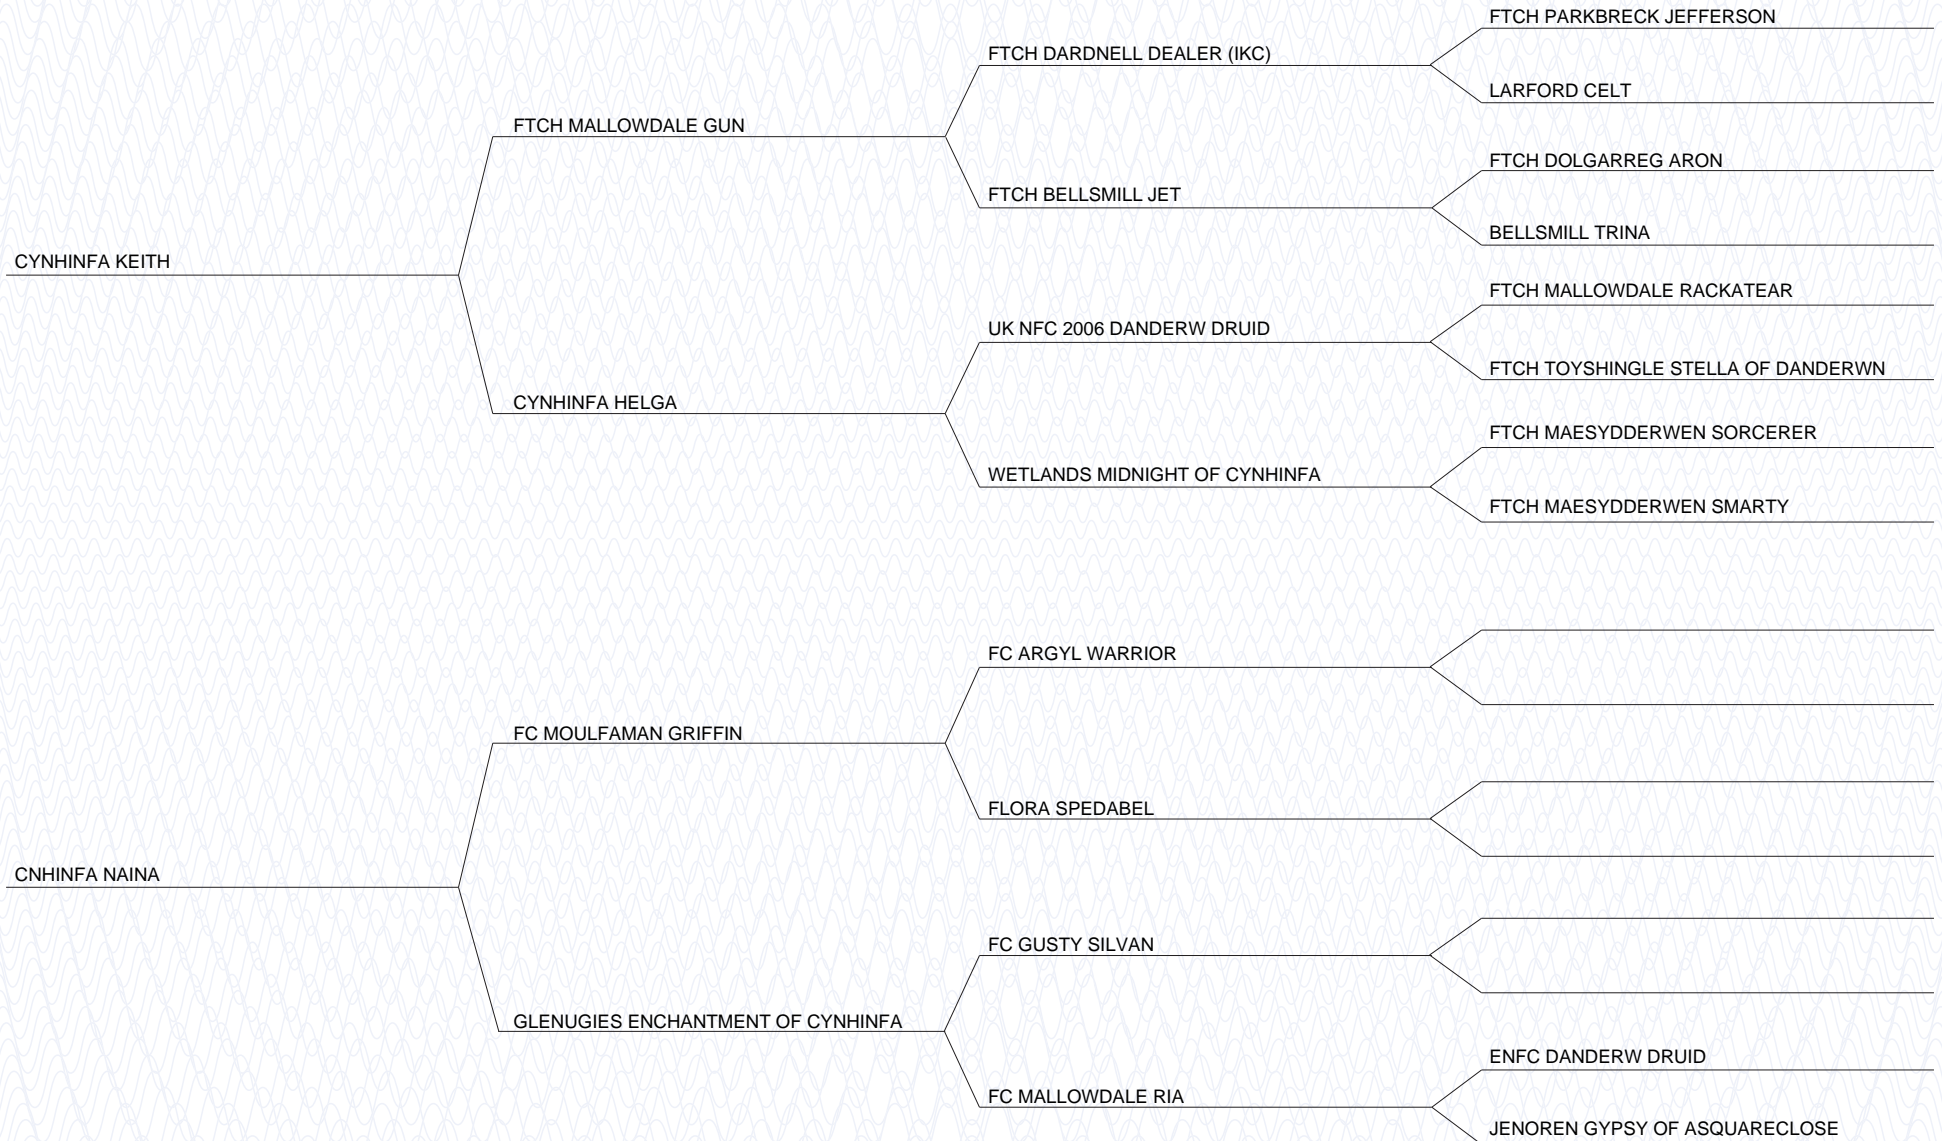 FTCH PARKBRECK JEFFERSON
FTCH DARDNELL DEALER (IKC)
LARFORD CELT
FTCH MALLOWDALE GUN
FTCH DOLGARREG ARON
FTCH BELLSMILL JET
BELLSMILL TRINA
CYNHINFA KEITH
FTCH MALLOWDALE RACKATEAR
UK NFC 2006 DANDERW DRUID
FTCH TOYSHINGLE STELLA OF DANDERWN
CYNHINFA HELGA
FTCH MAESYDDERWEN SORCERER
WETLANDS MIDNIGHT OF CYNHINFA
FTCH MAESYDDERWEN SMARTY
FC ARGYL WARRIOR
FC MOULFAMAN GRIFFIN
FLORA SPEDABEL
CNHINFA NAINA
FC GUSTY SILVAN
GLENUGIES ENCHANTMENT OF CYNHINFA
ENFC DANDERW DRUID
FC MALLOWDALE RIA
JENOREN GYPSY OF ASQUARECLOSE